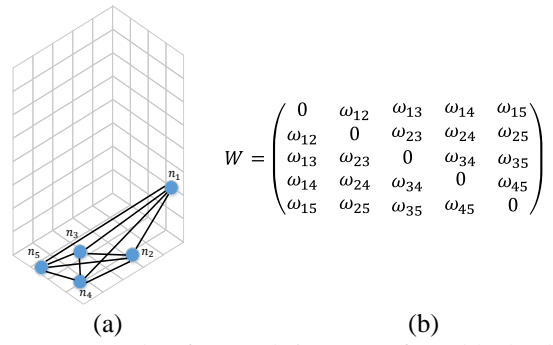 n₁
n₃
n₅
n₂
n₄
W =
0 ω₁₂ ω₁₃ ω₁₄ ω₁₅
ω₁₂ 0 ω₂₃ ω₂₄ ω₂₅
ω₁₃ ω₂₃ 0 ω₃₄ ω₃₅
ω₁₄ ω₂₄ ω₃₄ 0 ω₄₅
ω₁₅ ω₂₅ ω₃₅ ω₄₅ 0
(a) (b)